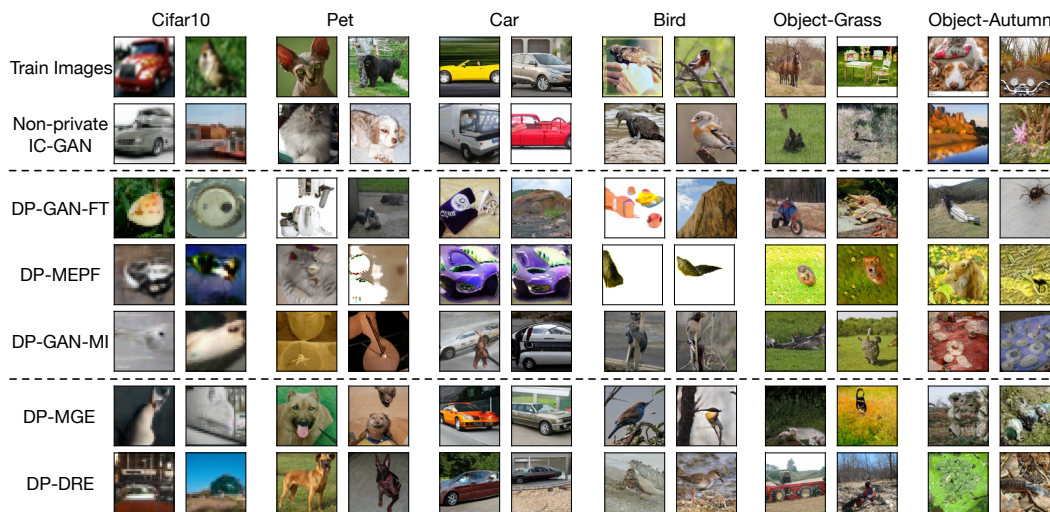 Cifar10 Pet Car Bird Object-Grass Object-Autumn
Train Images
Non-private
IC-GAN
DP-GAN-FT
DP-MEPF
DP-GAN-MI
DP-MGE
DP-DRE